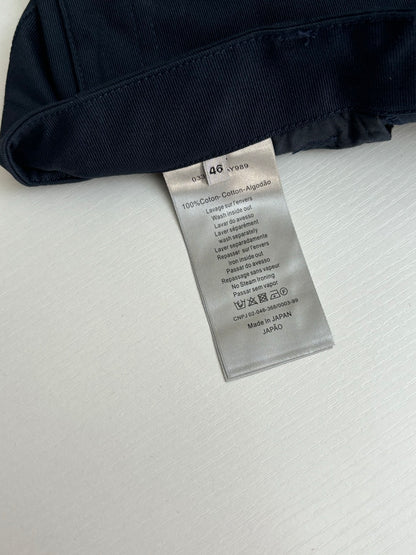 46
100%Coton-Cotton-Algodão
Lavage sur l'envers
Wash inside out
Lavar do avesso
Laver séparément
wash separately
Laver separadamente
Repasser sur l'envers
Iron inside out
Passar do avesso
Repassage sans vapeur
No Steam Ironing
Passar sem vapor
Made in JAPAN
JAPÃO